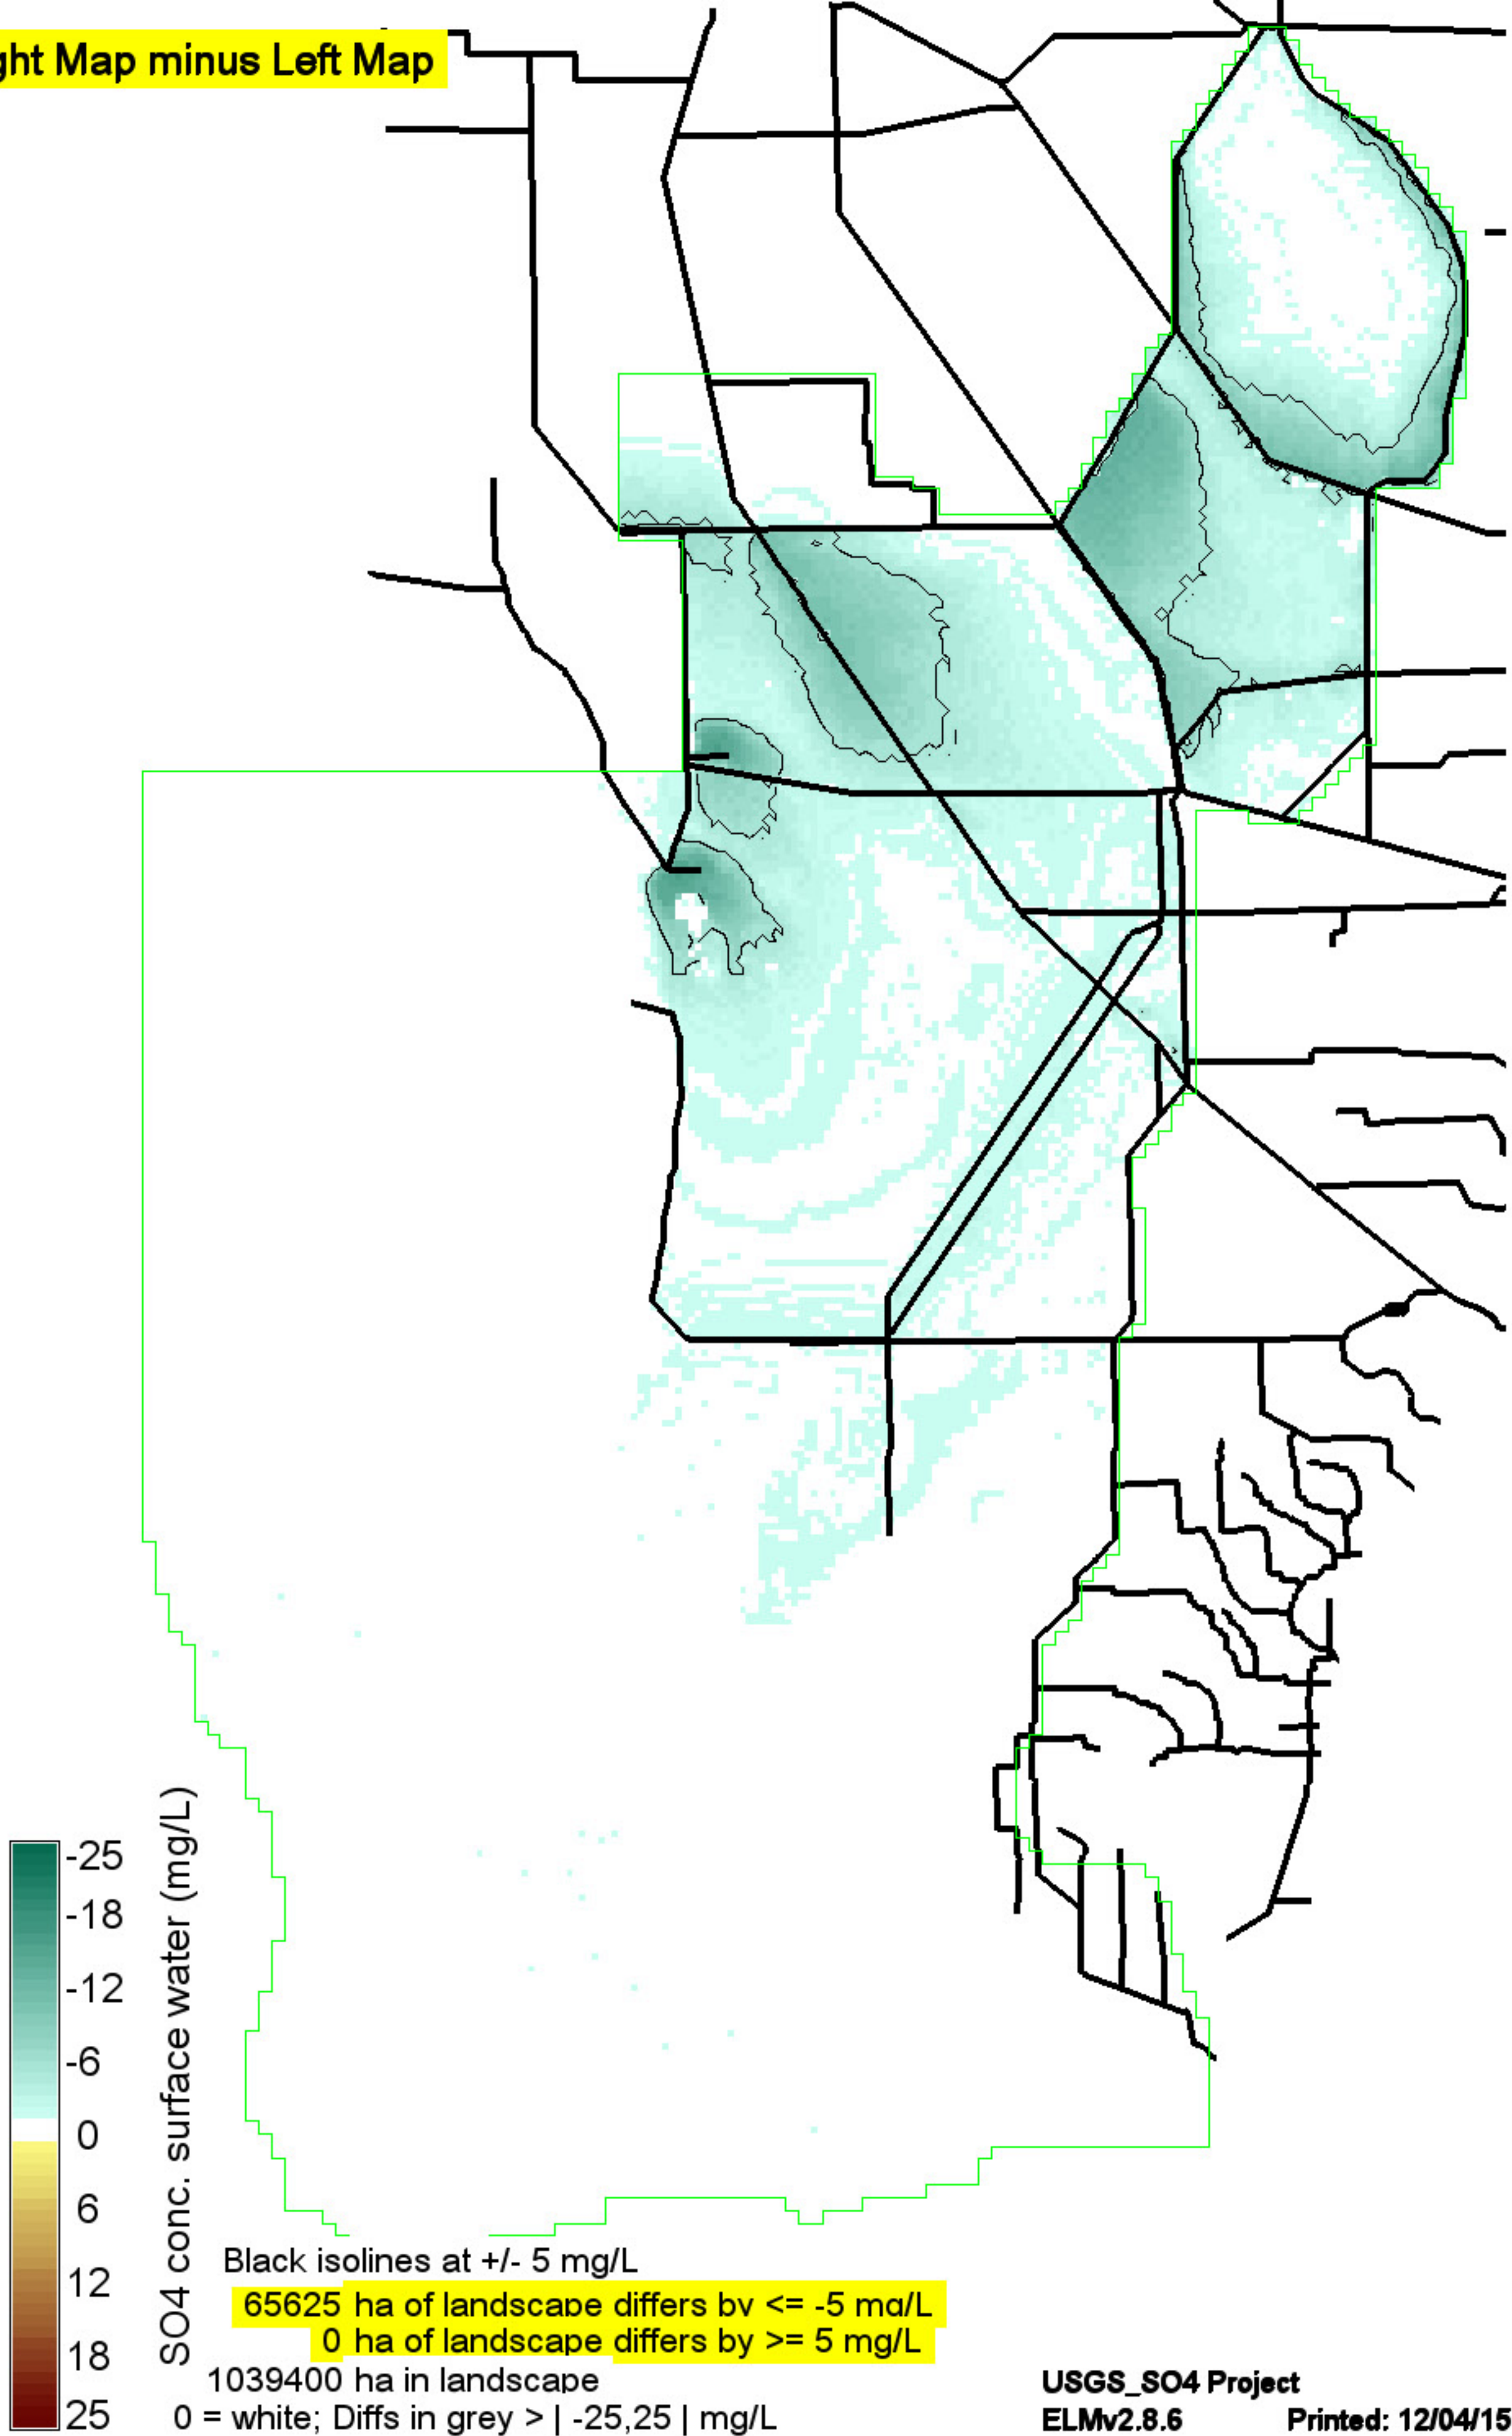 ght Map minus Left Map
-25
-18
-12
-6
0
6
12
18
25
SO4 conc. surface water (mg/L)
Black isolines at +/- 5 mg/L
65625 ha of landscape differs by <= -5 mg/L
0 ha of landscape differs by >= 5 mg/L
1039400 ha in landscape
0 = white; Diffs in grey > | -25,25 | mg/L
USGS_SO4 Project
ELMv2.8.6 Printed: 12/04/15